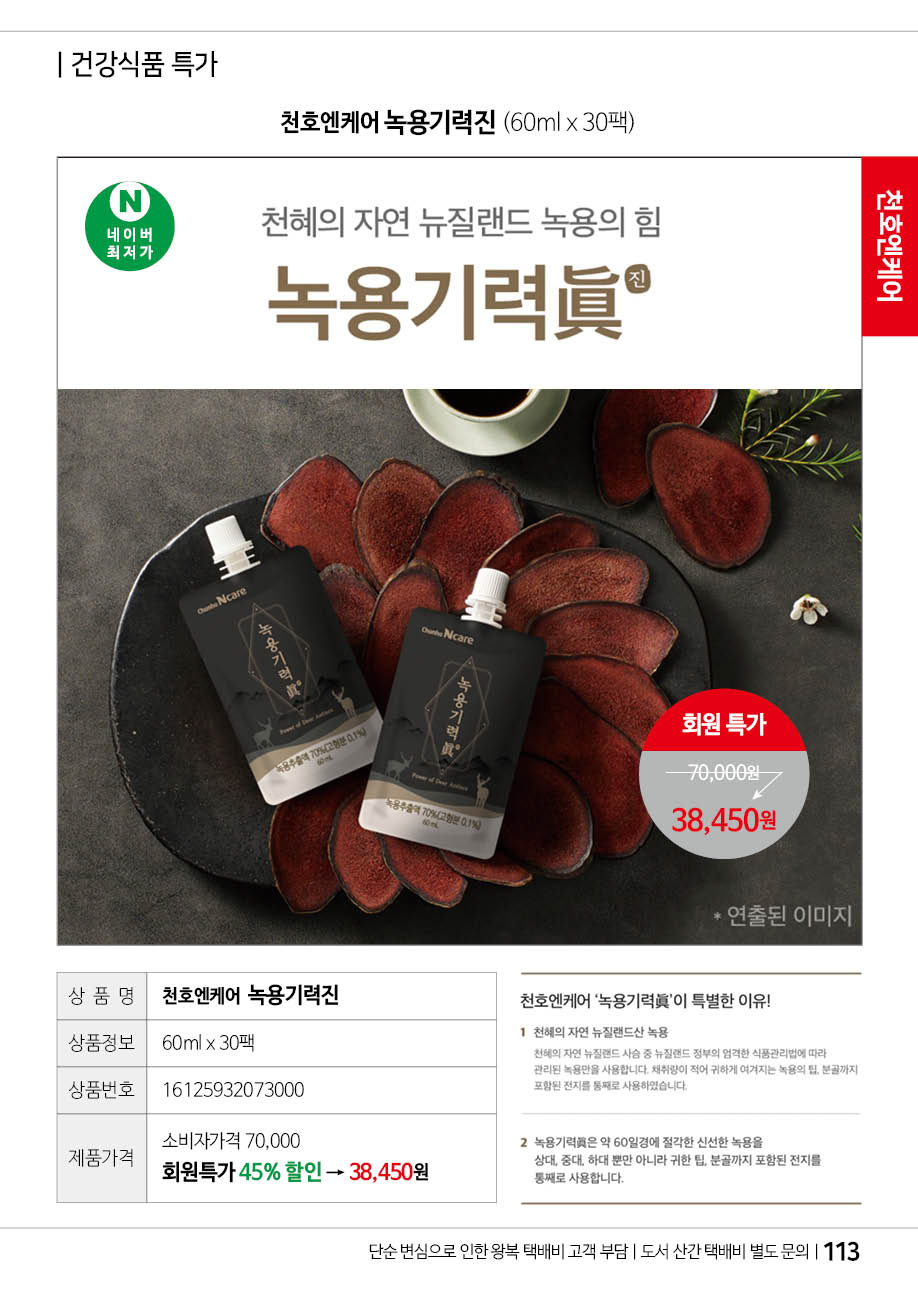 | 건강식품 특가
천호엔케어 녹용기력진 (60ml x 30팩)
N
네이버
최저가
천호엔케어
천혜의 자연 뉴질랜드 녹용의 힘
녹용기력眞 진
Chunho Ncare
녹용기력眞
Power of Deer Antlers
녹용추출액 70%(고형분 0.1%)
60 mL
Chunho Ncare
녹용기력眞
Power of Deer Antlers
녹용추출액 70%(고형분 0.1%)
60 mL
회원 특가
70,000원
38,450원
* 연출된 이미지
상 품 명 천호엔케어 녹용기력진
상품정보 60ml x 30팩
상품번호 16125932073000
제품가격 소비자가격 70,000
회원특가 45% 할인 → 38,450원
천호엔케어 ‘녹용기력眞’이 특별한 이유!
1 천혜의 자연 뉴질랜드산 녹용
천혜의 자연 뉴질랜드 사슴 중 뉴질랜드 정부의 엄격한 식품관리법에 따라
관리된 녹용만을 사용합니다. 채취량이 적어 귀하게 여겨지는 녹용의 팁, 분골까지
포함된 전지를 통째로 사용하였습니다.
2 녹용기력眞은 약 60일경에 절각한 신선한 녹용을
상대, 중대, 하대 뿐만 아니라 귀한 팁, 분골까지 포함된 전지를
통째로 사용합니다.
단순 변심으로 인한 왕복 택배비 고객 부담 | 도서 산간 택배비 별도 문의 | 113